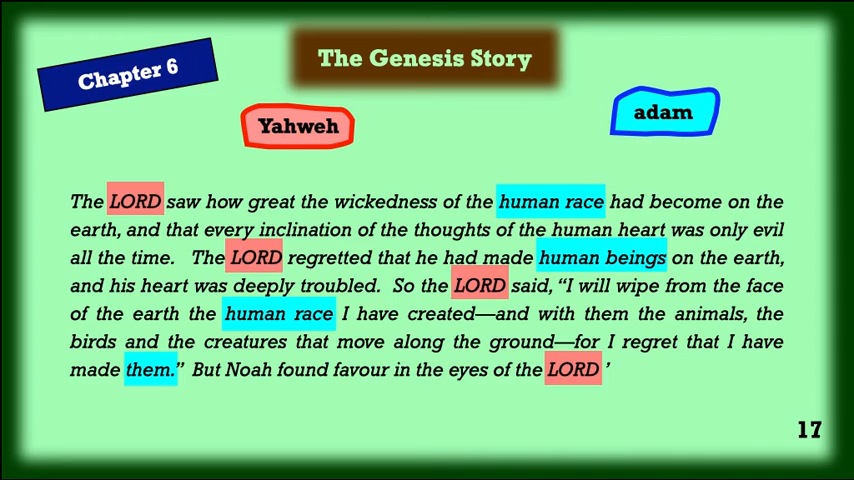 The Genesis Story
Chapter 6
Yahweh
adam
The LORD saw how great the wickedness of the human race had become on the
earth, and that every inclination of the thoughts of the human heart was only evil
all the time. The LORD regretted that he had made human beings on the earth,
and his heart was deeply troubled. So the LORD said, “I will wipe from the face
of the earth the human race I have created—and with them the animals, the
birds and the creatures that move along the ground—for I regret that I have
made them.” But Noah found favour in the eyes of the LORD ’
17